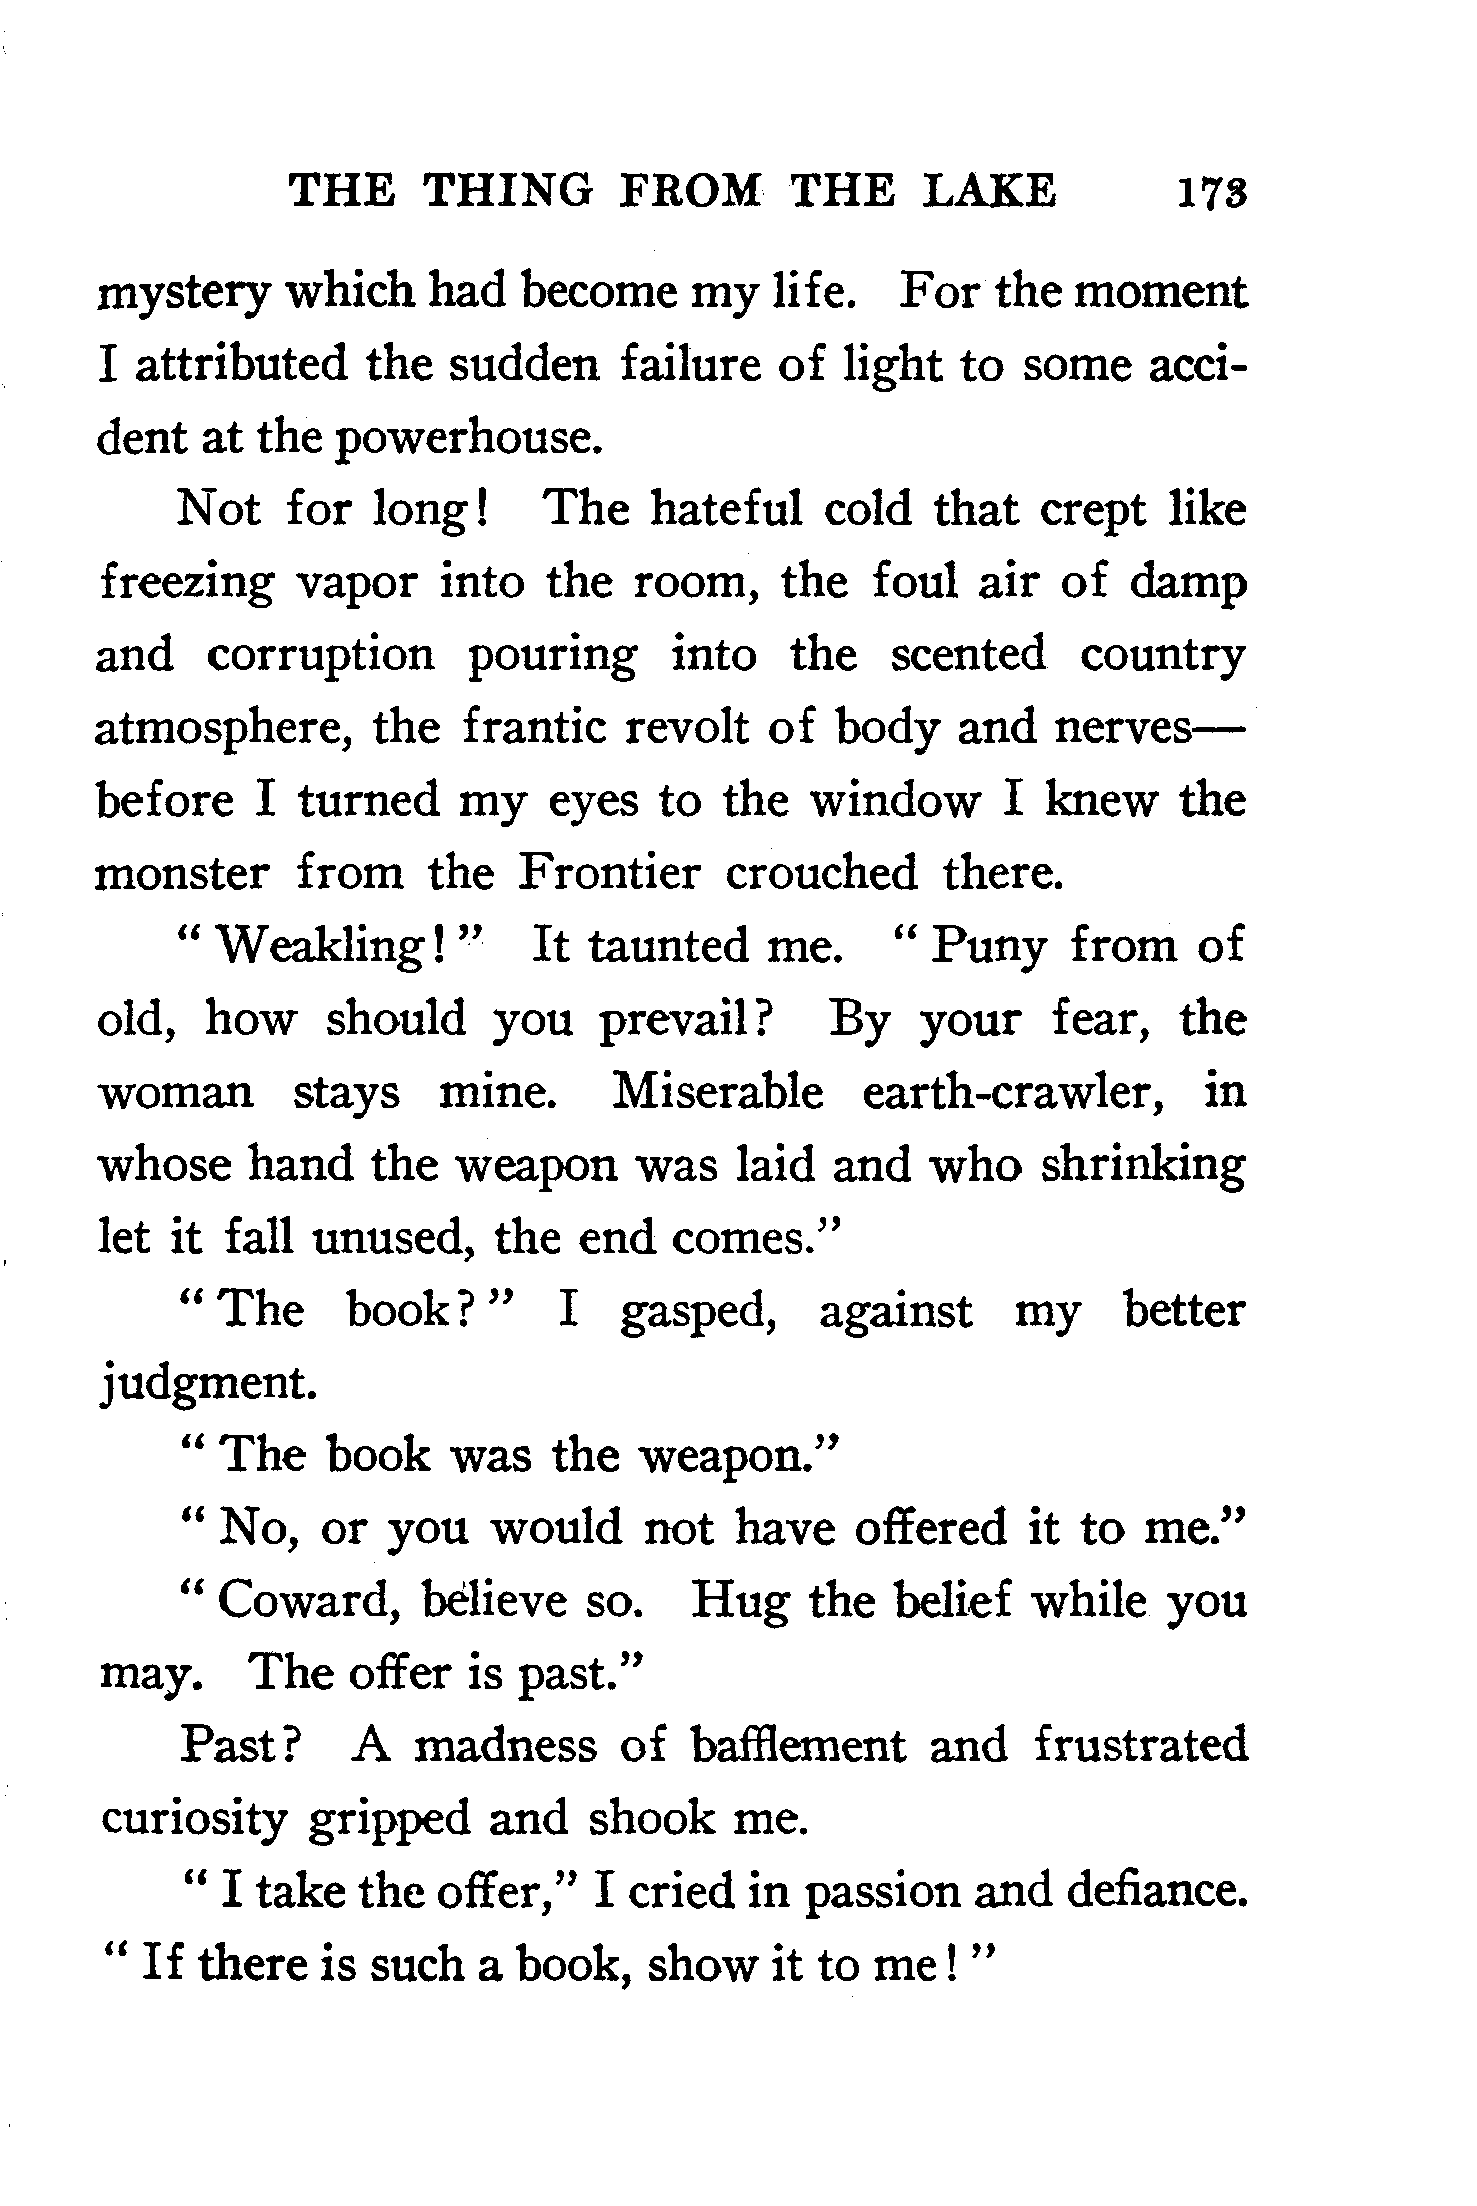 THE THING FROM THE LAKE 173
mystery which had become my life. For the moment
I attributed the sudden failure of light to some acci-
dent at the powerhouse.
Not for long! The hateful cold that crept like
freezing vapor into the room, the foul air of damp
and corruption pouring into the scented country
atmosphere, the frantic revolt of body and nerves—
before I turned my eyes to the window I knew the
monster from the Frontier crouched there.
“ Weakling! ” It taunted me. “ Puny from of
old, how should you prevail? By your fear, the
woman stays mine. Miserable earth-crawler, in
whose hand the weapon was laid and who shrinking
let it fall unused, the end comes.”
“ The book? ” I gasped, against my better
judgment.
“ The book was the weapon.”
“ No, or you would not have offered it to me.”
“ Coward, believe so. Hug the belief while you
may. The offer is past.”
Past? A madness of bafflement and frustrated
curiosity gripped and shook me.
“ I take the offer,” I cried in passion and defiance.
“ If there is such a book, show it to me! ”